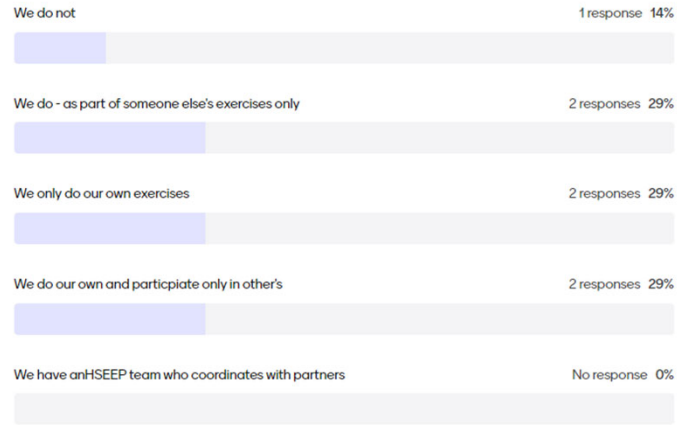 We do not 1 response 14%
We do - as part of someone else's exercises only 2 responses 29%
We only do our own exercises 2 responses 29%
We do our own and particpiate only in other's 2 responses 29%
We have anHSEEP team who coordinates with partners No response 0%